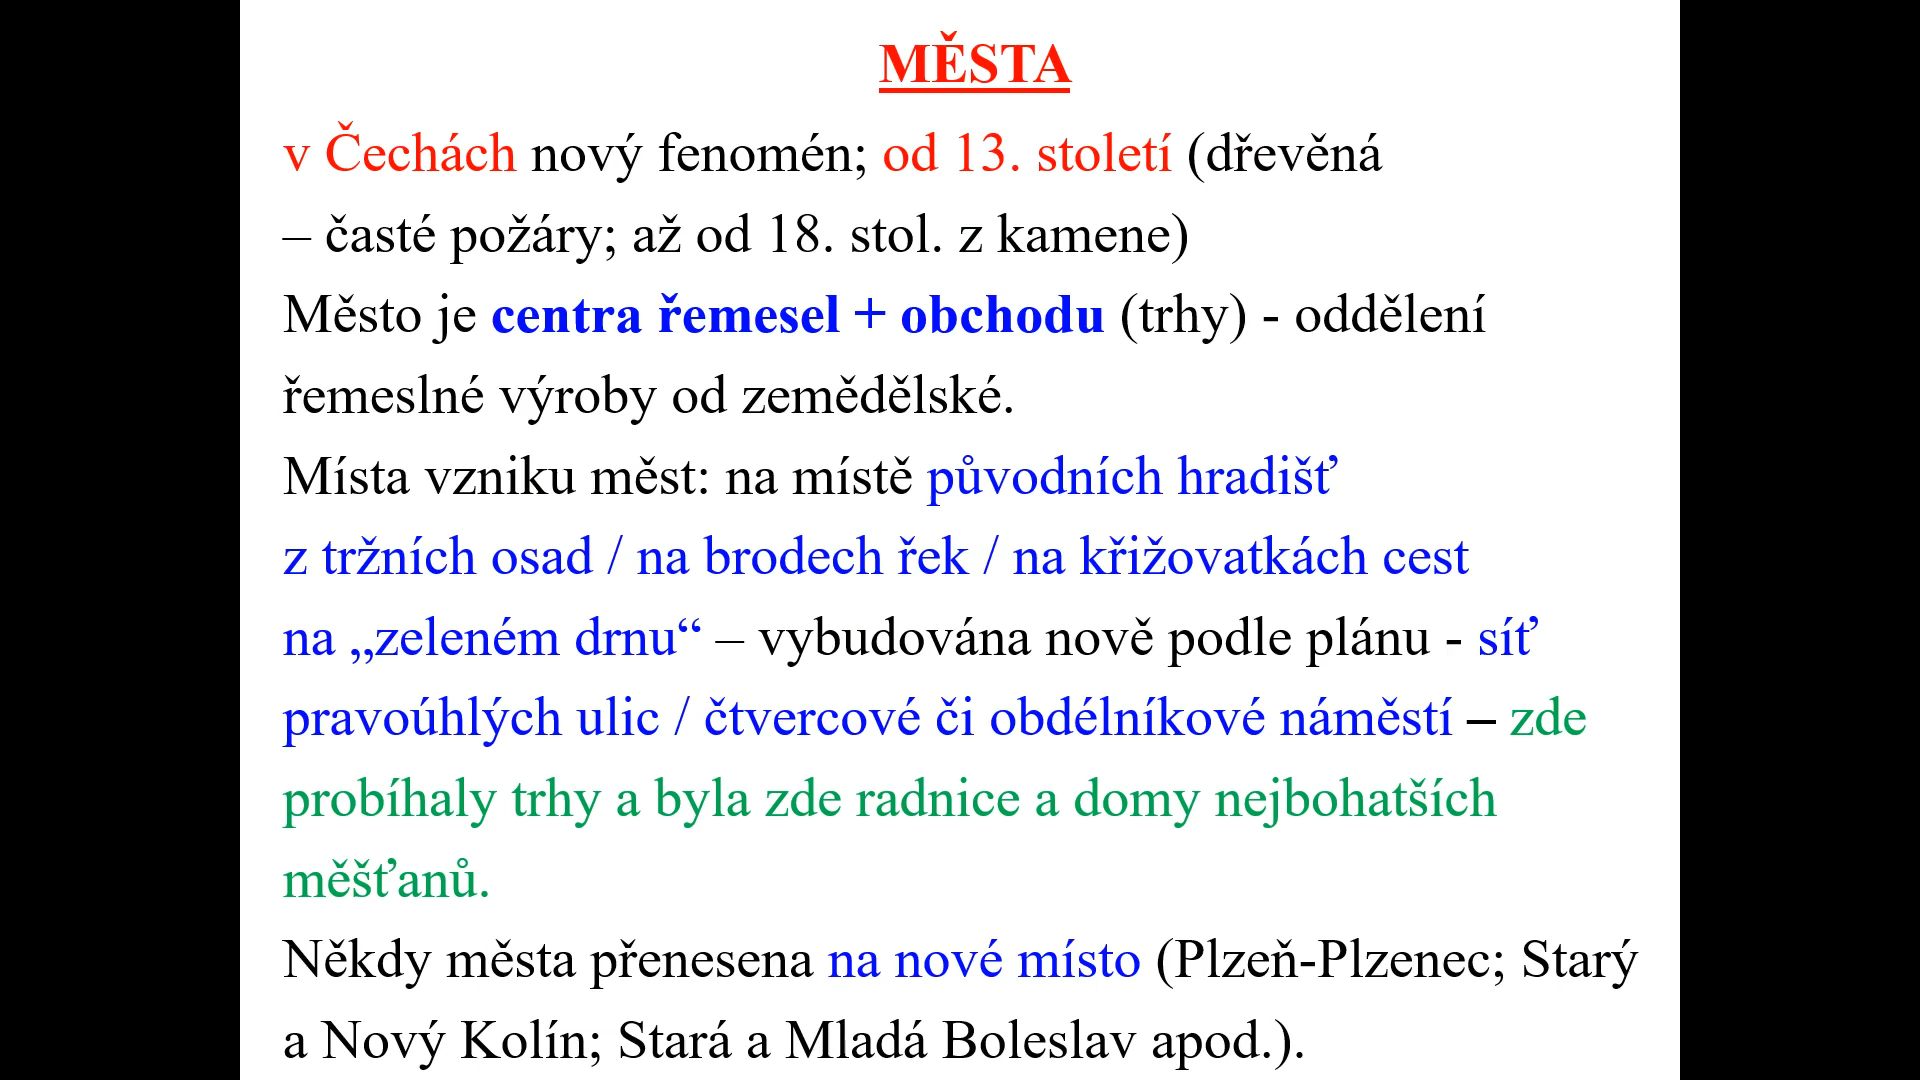 MĚSTA
v Čechách nový fenomén; od 13. století (dřevěná
– časté požáry; až od 18. stol. z kamene)
Město je centra řemesel + obchodu (trhy) - oddělení
řemeslné výroby od zemědělské.
Místa vzniku měst: na místě původních hradišť
z tržních osad / na brodech řek / na křižovatkách cest
na „zeleném drnu“ – vybudována nově podle plánu - síť
pravoúhlých ulic / čtvercové či obdélníkové náměstí – zde
probíhaly trhy a byla zde radnice a domy nejbohatších
měšťanů.
Někdy města přenesena na nové místo (Plzeň-Plzenec; Starý
a Nový Kolín; Stará a Mladá Boleslav apod.).